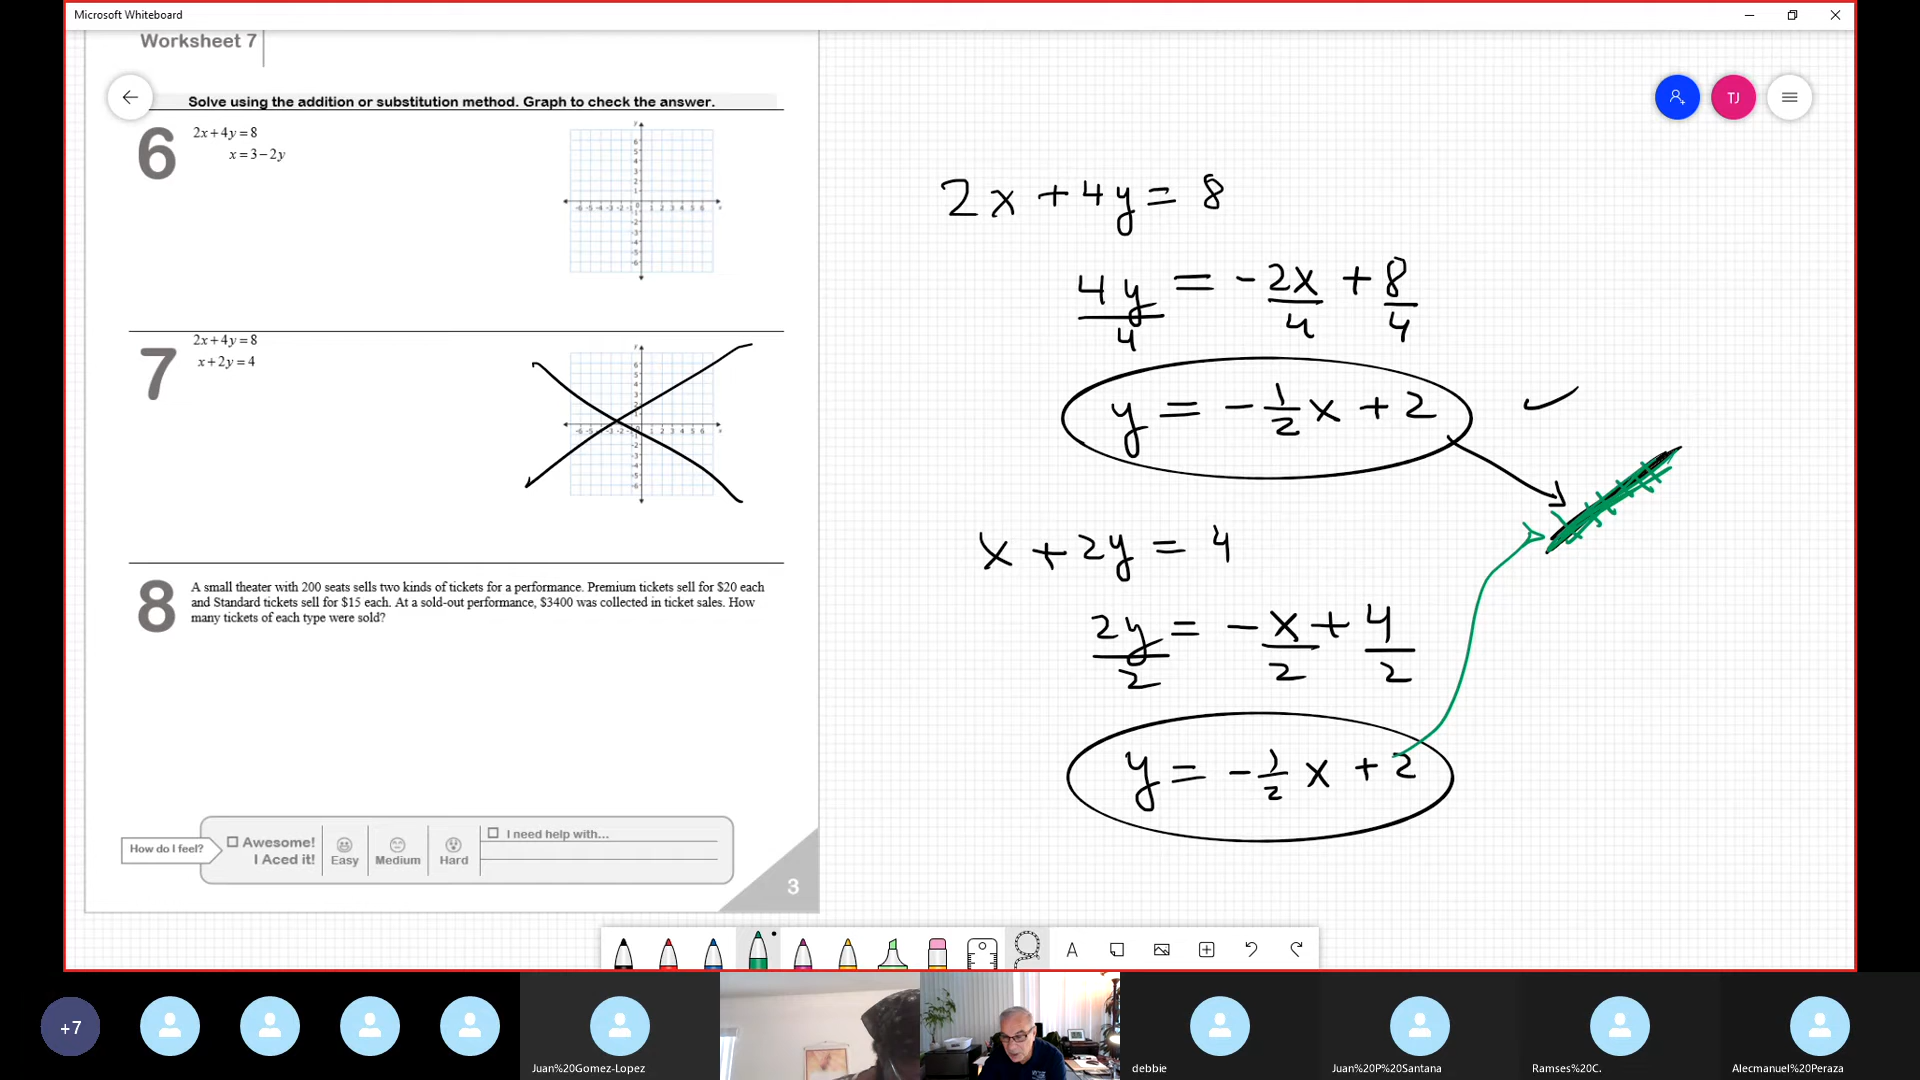 Microsoft Whiteboard
Worksheet 7
Solve using the addition or substitution method. Graph to check the answer.
6
2x+4y=8
x=3-2y
7
2x+4y=8
x+2y=4
8
A small theater with 200 seats sells two kinds of tickets for a performance. Premium tickets sell for $20 each
and Standard tickets sell for $15 each. At a sold-out performance, $3400 was collected in ticket sales. How
many tickets of each type were sold?
How do I feel?
Awesome!
I Aced it!
Easy
Medium
Hard
I need help with...
3
TJ
2x+4y=8
4y/4 = -2x/4 + 8/4
y = -1/2 x + 2
x+2y=4
2y/2 = -x/2 + 4/2
y = -1/2 x + 2
A
+7
Juan%20Gomez-Lopez
debbie
Juan%20P%20Santana
Ramses%20C.
Alecmanuel%20Peraza